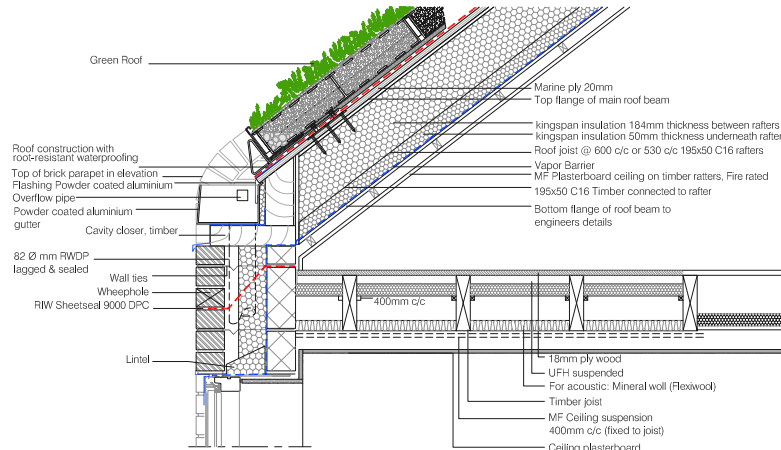 Green Roof
Roof construction with
root-resistant waterproofing
Top of brick parapet in elevation
Flashing Powder coated aluminium
Overflow pipe
Powder coated aluminium
gutter
Cavity closer, timber
82 Ø mm RWDP
lagged & sealed
Wall ties
Wheephole
RIW Sheetseal 9000 DPC
Lintel
Marine ply 20mm
Top flange of main roof beam
kingspan insulation 184mm thickness between rafters
kingspan insulation 50mm thickness underneath rafter
Roof joist @ 600 c/c or 530 c/c 195x50 C16 rafters
Vapor Barrier
MF Plasterboard ceiling on timber ratters, Fire rated
195x50 C16 Timber connected to rafter
Bottom flange of roof beam to
engineers details
400mm c/c
18mm ply wood
UFH suspended
For acoustic: Mineral woll (Flexiwool)
Timber joist
MF Ceiling suspension
400mm c/c (fixed to joist)
Ceiling plasterboard